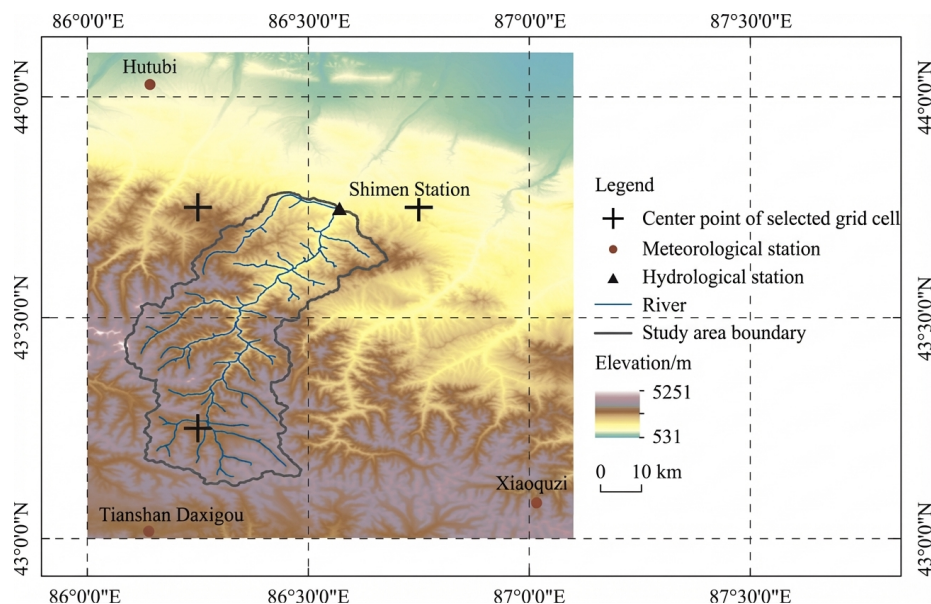 86°0'0"E 86°30'0"E 87°0'0"E 87°30'0"E
44°0'0"N
43°30'0"N
43°0'0"N
Hutubi
Shimen Station
Tianshan Daxigou
Xiaoquzi
Legend
Center point of selected grid cell
Meteorological station
Hydrological station
River
Study area boundary
Elevation/m
5251
531
0 10 km
44°0'0"N
43°30'0"N
43°0'0"N
86°0'0"E 86°30'0"E 87°0'0"E 87°30'0"E